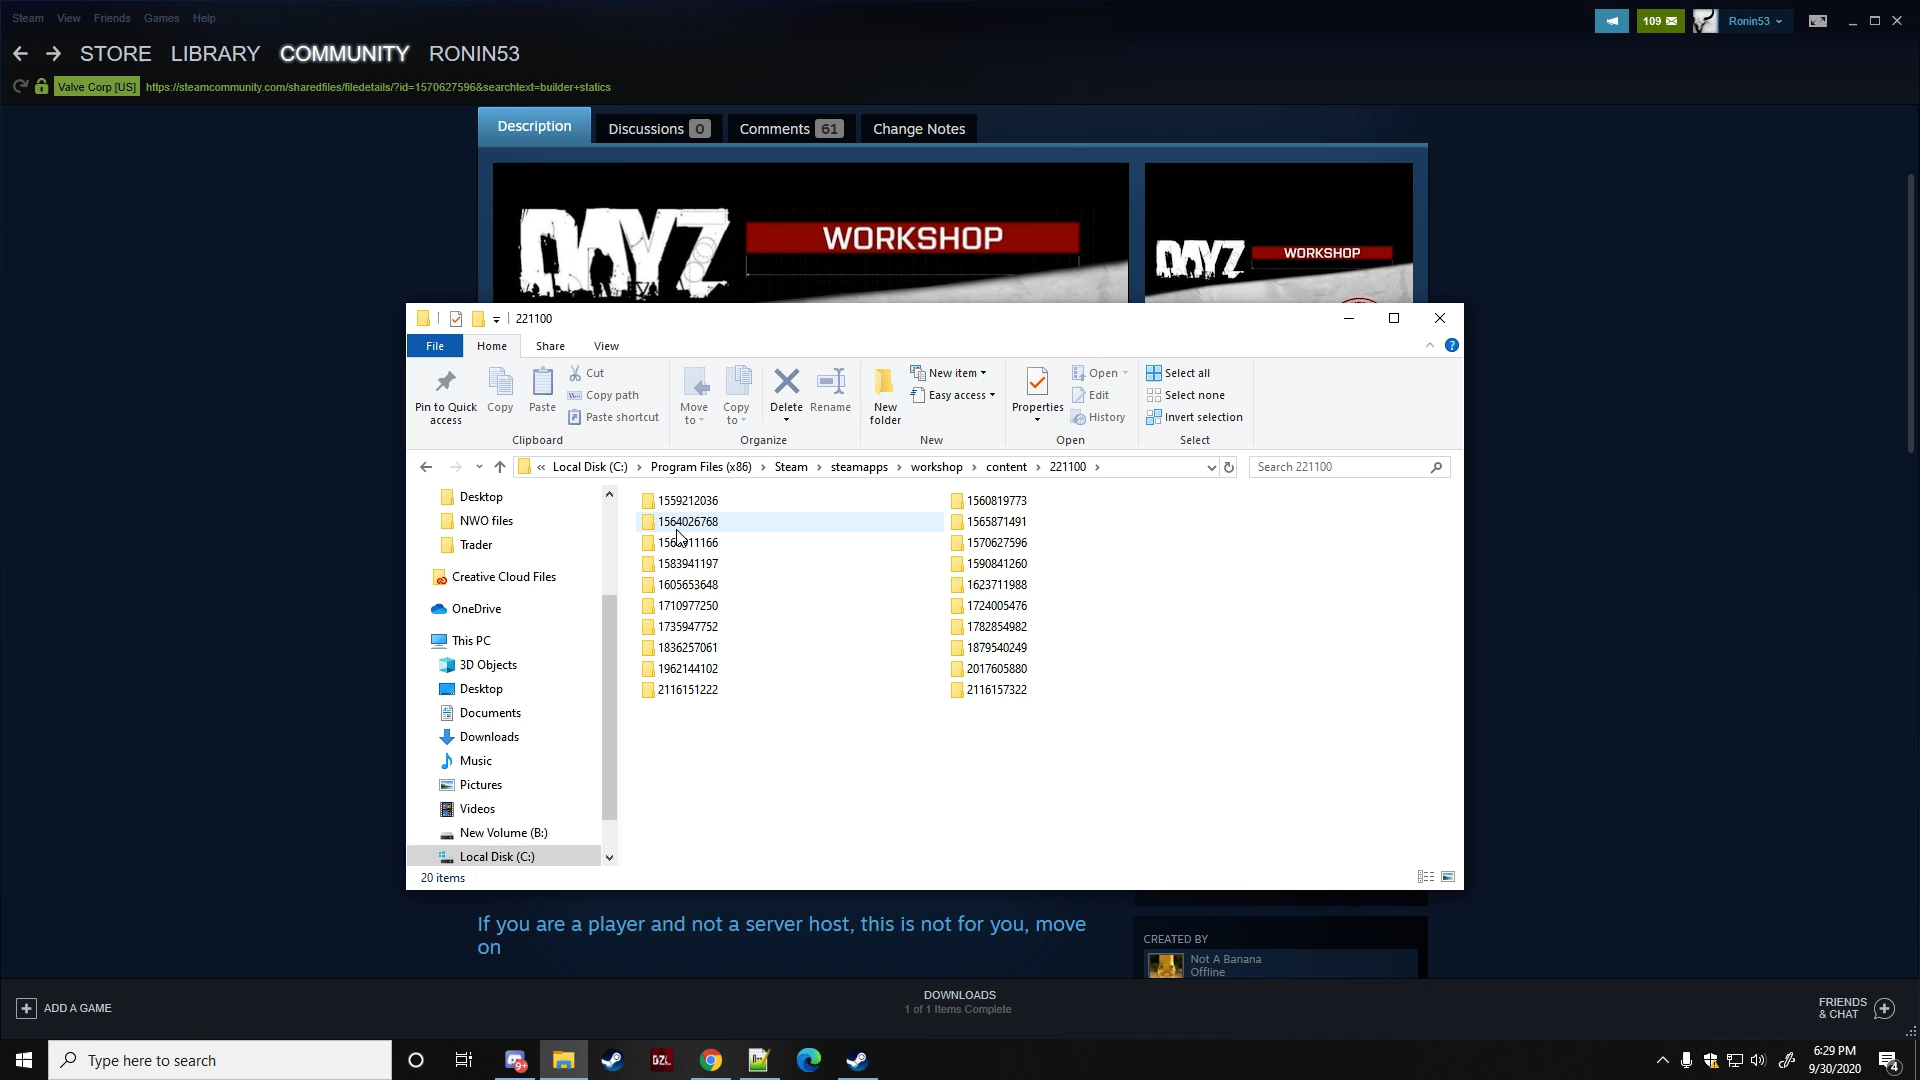 Steam View Friends Games Help
109
Ronin53
STORE LIBRARY COMMUNITY RONIN53
Valve Corp [US] https://steamcommunity.com/sharedfiles/filedetails/?id=1570627596&searchtext=builder+statics
Description
Discussions 0
Comments 61
Change Notes
DAYZ WORKSHOP
DAYZ WORKSHOP
221100
File Home Share View
Pin to Quick access
Copy
Paste
Cut
Copy path
Paste shortcut
Clipboard
Move to
Copy to
Delete
Rename
Organize
New folder
New item
Easy access
New
Properties
Open
Edit
History
Open
Select all
Select none
Invert selection
Select
« Local Disk (C:) › Program Files (x86) › Steam › steamapps › workshop › content › 221100 ›
Search 221100
Desktop
NWO files
Trader
Creative Cloud Files
OneDrive
This PC
3D Objects
Desktop
Documents
Downloads
Music
Pictures
Videos
New Volume (B:)
Local Disk (C:)
1559212036 1560819773
1564026768 1565871491
911166 1570627596
1583941197 1590841260
1605653648 1623711988
1710977250 1724005476
1735947752 1782854982
1836257061 1879540249
1962144102 2017605880
2116151222 2116157322
20 items
If you are a player and not a server host, this is not for you, move
on
CREATED BY
Not A Banana
Offline
ADD A GAME
DOWNLOADS
1 of 1 Items Complete
FRIENDS
& CHAT
Type here to search
9+
DZL
6:29 PM
9/30/2020
4